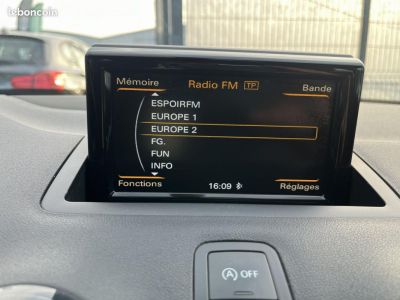 leboncoin
Mémoire
Radio FM TP
Bande
ESPOIRFM
EUROPE 1
EUROPE 2
FG.
FUN
INFO
Fonctions
16:09
Réglages
A OFF